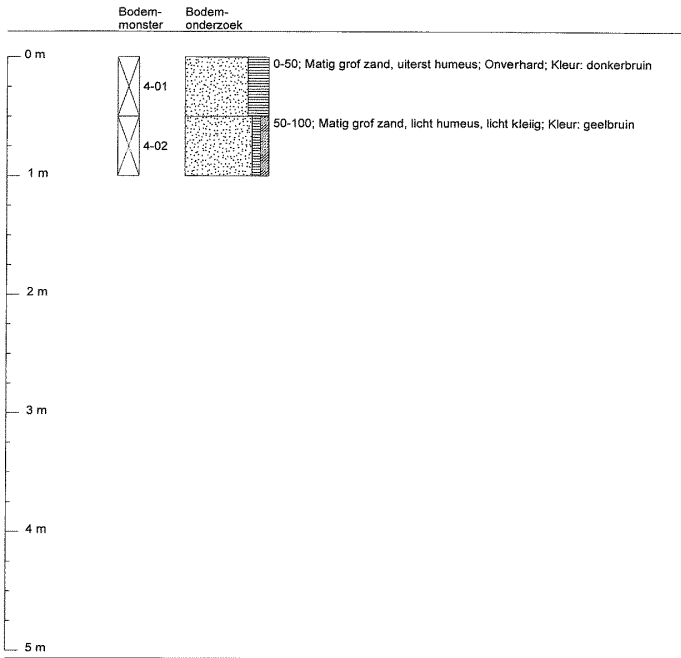 Bodem-
monster
Bodem-
onderzoek
0 m
0-50; Matig grof zand, uiterst humeus; Onverhard; Kleur: donkerbruin
4-01
50-100; Matig grof zand, licht humeus, licht kleiig; Kleur: geelbruin
4-02
1 m
2 m
3 m
4 m
5 m